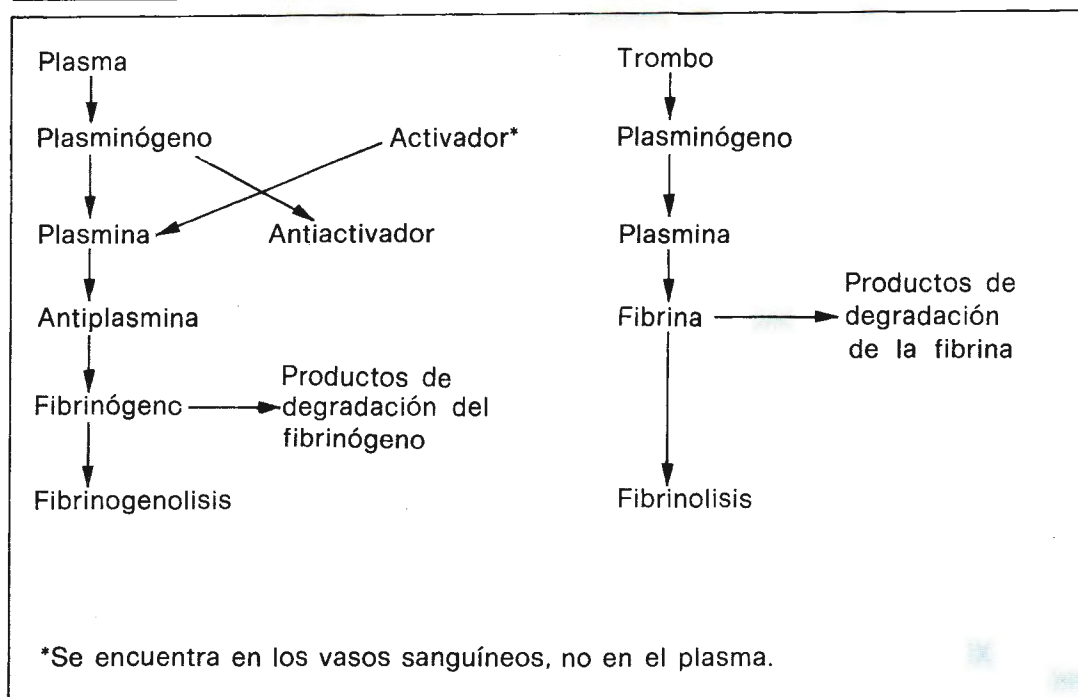 Plasma
Trombo
Plasminógeno
Activador*
Plasminógeno
Plasmina
Antiactivador
Plasmina
Antiplasmina
Fibrina
Productos de
degradación
de la fibrina
Fibrinógenc
Productos de
degradación del
fibrinógeno
Fibrinogenolisis
Fibrinolisis
*Se encuentra en los vasos sanguíneos, no en el plasma.